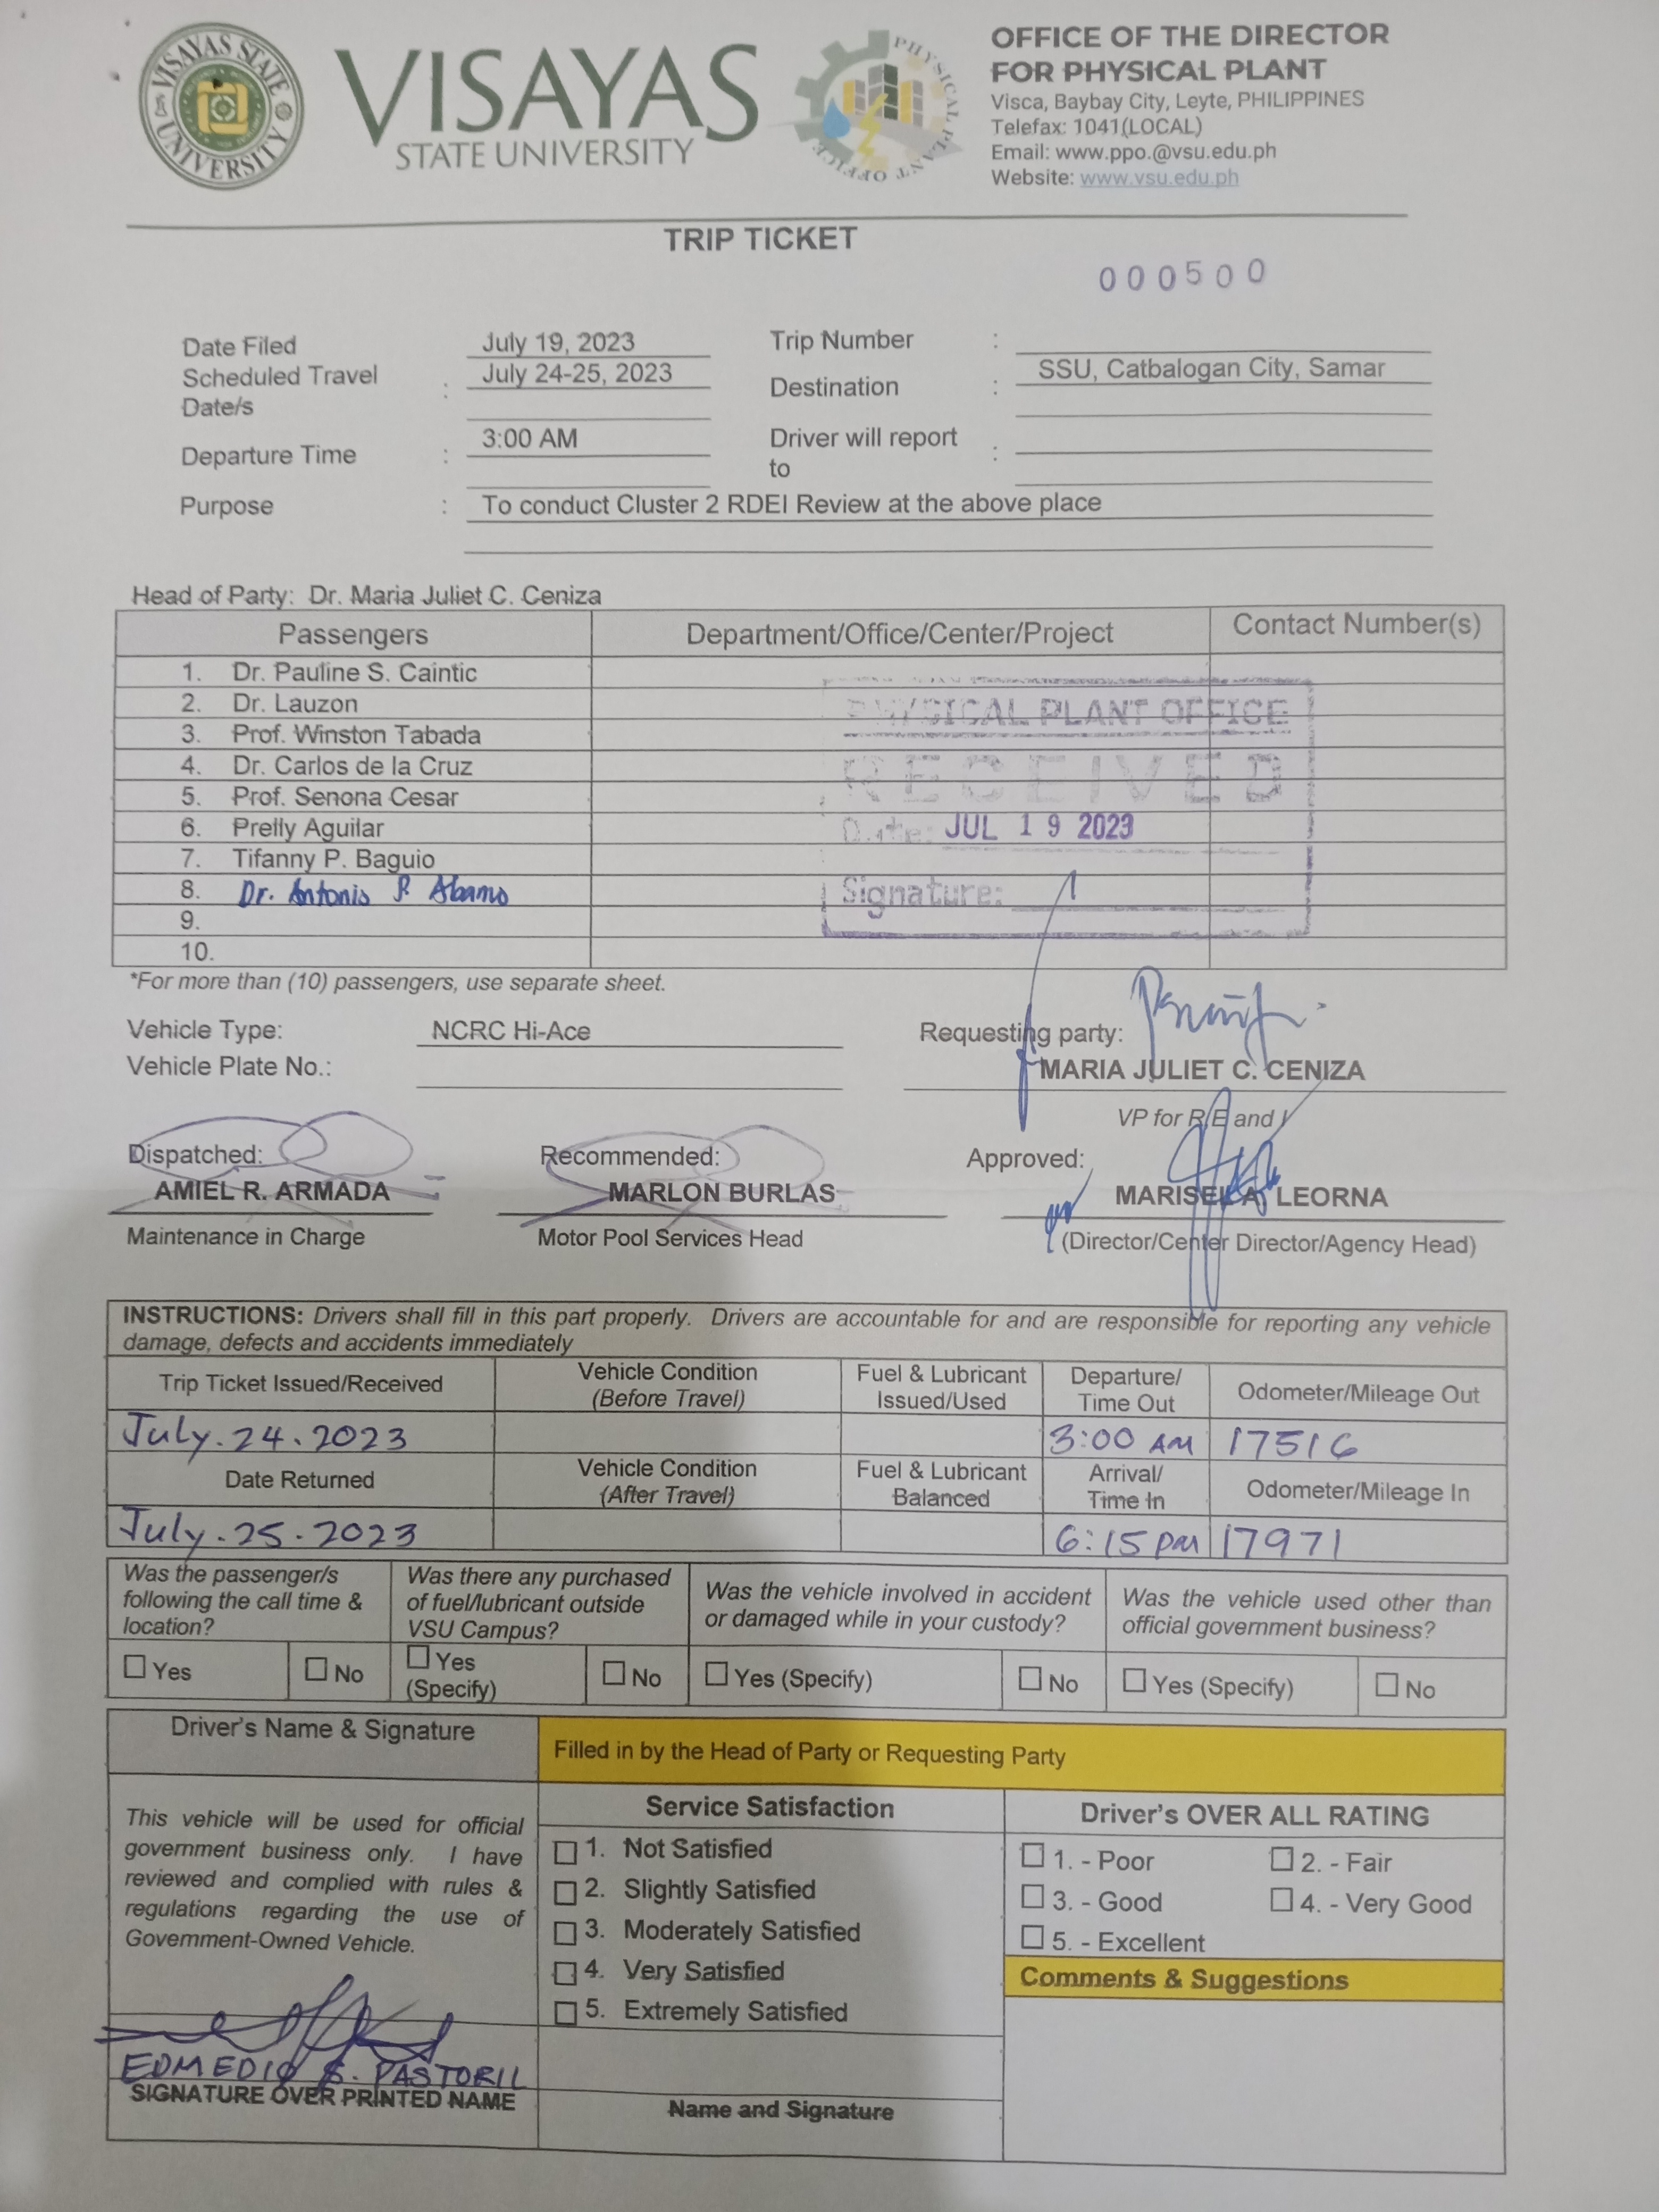 VISAYAS STATE UNIVERSITY
VISAYAS
STATE UNIVERSITY
PHYSICAL PLANT OFFICE
OFFICE OF THE DIRECTOR
FOR PHYSICAL PLANT
Visca, Baybay City, Leyte, PHILIPPINES
Telefax: 1041(LOCAL)
Email: www.ppo.@vsu.edu.ph
Website: www.vsu.edu.ph
TRIP TICKET
000500
Date Filed July 19, 2023 Trip Number :
Scheduled Travel Date/s : July 24-25, 2023 Destination : SSU, Catbalogan City, Samar
Departure Time : 3:00 AM Driver will report to :
Purpose : To conduct Cluster 2 RDEI Review at the above place
Head of Party: Dr. Maria Juliet C. Ceniza
Passengers Department/Office/Center/Project Contact Number(s)
1. Dr. Pauline S. Caintic
2. Dr. Lauzon
3. Prof. Winston Tabada
4. Dr. Carlos de la Cruz
5. Prof. Senona Cesar
6. Prelly Aguilar
7. Tifanny P. Baguio
8. Dr. Antonio P. Abamo
9.
10.
PHYSICAL PLANT OFFICE
RECEIVED
Date: JUL 19 2023
Signature:
*For more than (10) passengers, use separate sheet.
Vehicle Type: NCRC Hi-Ace Requesting party:
Vehicle Plate No.: MARIA JULIET C. CENIZA
VP for R/E and I
Dispatched: Recommended: Approved:
AMIEL R. ARMADA MARLON BURLAS MARISEL A. LEORNA
Maintenance in Charge Motor Pool Services Head (Director/Center Director/Agency Head)
INSTRUCTIONS: Drivers shall fill in this part properly. Drivers are accountable for and are responsible for reporting any vehicle
damage, defects and accidents immediately
Trip Ticket Issued/Received Vehicle Condition (Before Travel) Fuel & Lubricant Issued/Used Departure/ Time Out Odometer/Mileage Out
July.24.2023 3:00 AM 17516
Date Returned Vehicle Condition (After Travel) Fuel & Lubricant Balanced Arrival/ Time In Odometer/Mileage In
July.25.2023 6:15 pm 17971
Was the passenger/s following the call time & location? Was there any purchased of fuel/lubricant outside VSU Campus? Was the vehicle involved in accident or damaged while in your custody? Was the vehicle used other than official government business?
☐ Yes ☐ No ☐ Yes (Specify) ☐ No ☐ Yes (Specify) ☐ No ☐ Yes (Specify) ☐ No
Driver's Name & Signature Filled in by the Head of Party or Requesting Party
This vehicle will be used for official
government business only. I have
reviewed and complied with rules &
regulations regarding the use of
Government-Owned Vehicle.
EDMEDIO S. PASTORIL
SIGNATURE OVER PRINTED NAME
Service Satisfaction
☐ 1. Not Satisfied
☐ 2. Slightly Satisfied
☐ 3. Moderately Satisfied
☐ 4. Very Satisfied
☐ 5. Extremely Satisfied
Name and Signature
Driver's OVER ALL RATING
☐ 1. - Poor ☐ 2. - Fair
☐ 3. - Good ☐ 4. - Very Good
☐ 5. - Excellent
Comments & Suggestions